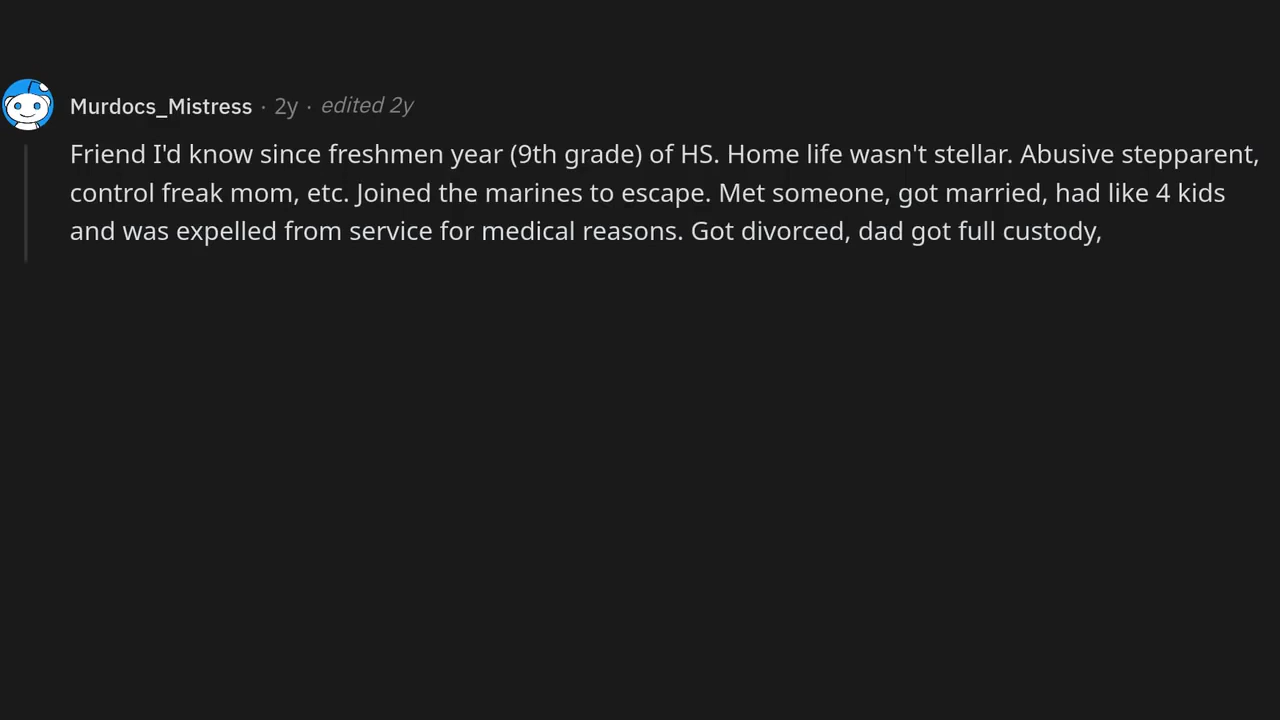 Murdocs_Mistress · 2y · edited 2y
Friend I'd know since freshmen year (9th grade) of HS. Home life wasn't stellar. Abusive stepparent,
control freak mom, etc. Joined the marines to escape. Met someone, got married, had like 4 kids
and was expelled from service for medical reasons. Got divorced, dad got full custody,